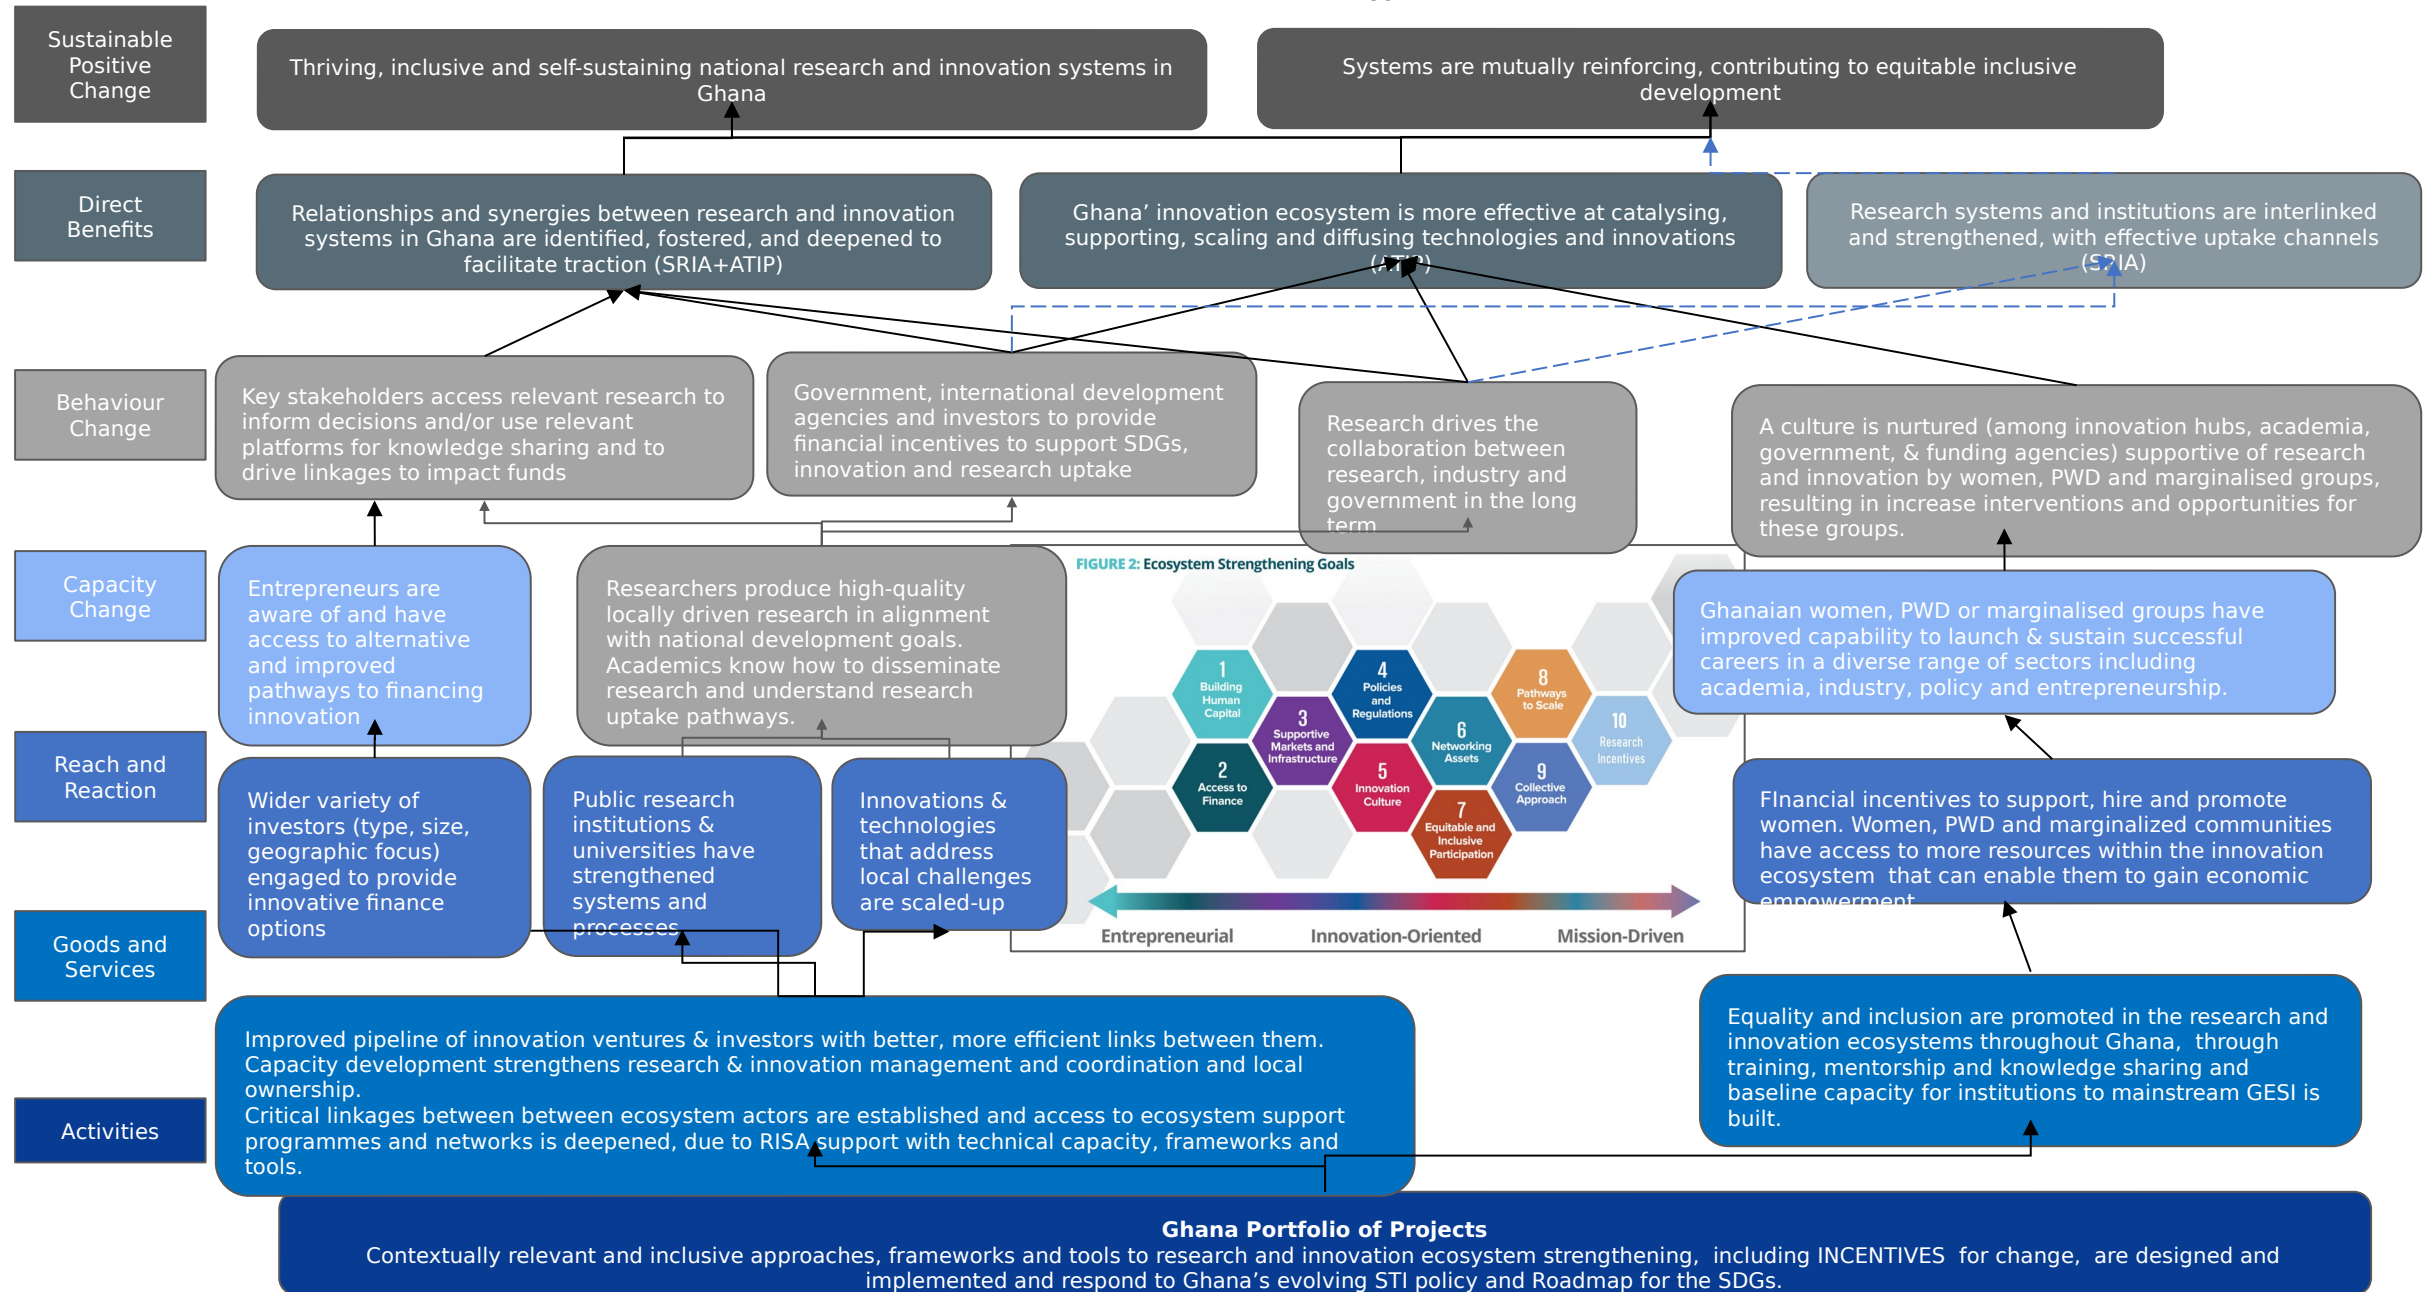 Sustainable
Positive
Change
Thriving, inclusive and self-sustaining national research and innovation systems in
Ghana
Systems are mutually reinforcing, contributing to equitable inclusive
development
Direct
Benefits
Relationships and synergies between research and innovation
systems in Ghana are identified, fostered, and deepened to
facilitate traction (SRIA+ATIP)
Ghana’ innovation ecosystem is more effective at catalysing,
supporting, scaling and diffusing technologies and innovations
(ATIP)
Research systems and institutions are interlinked
and strengthened, with effective uptake channels
(SRIA)
Behaviour
Change
Key stakeholders access relevant research to
inform decisions and/or use relevant
platforms for knowledge sharing and to
drive linkages to impact funds
Government, international development
agencies and investors to provide
financial incentives to support SDGs,
innovation and research uptake
Research drives the
collaboration between
research, industry and
government in the long
term
A culture is nurtured (among innovation hubs, academia,
government, & funding agencies) supportive of research
and innovation by women, PWD and marginalised groups,
resulting in increase interventions and opportunities for
these groups.
Capacity
Change
Entrepreneurs are
aware of and have
access to alternative
and improved
pathways to financing
innovation
Researchers produce high-quality
locally driven research in alignment
with national development goals.
Academics know how to disseminate
research and understand research
uptake pathways.
FIGURE 2: Ecosystem Strengthening Goals
1
Building
Human
Capital
2
Access to
Finance
3
Supportive
Markets and
Infrastructure
4
Policies
and
Regulations
5
Innovation
Culture
6
Networking
Assets
7
Equitable and
Inclusive
Participation
8
Pathways
to Scale
9
Collective
Approach
10
Research
Incentives
Entrepreneurial
Innovation-Oriented
Mission-Driven
Ghanaian women, PWD or marginalised groups have
improved capability to launch & sustain successful
careers in a diverse range of sectors including
academia, industry, policy and entrepreneurship.
Reach and
Reaction
Wider variety of
investors (type, size,
geographic focus)
engaged to provide
innovative finance
options
Public research
institutions &
universities have
strengthened
systems and
processes
Innovations &
technologies
that address
local challenges
are scaled-up
FInancial incentives to support, hire and promote
women. Women, PWD and marginalized communities
have access to more resources within the innovation
ecosystem  that can enable them to gain economic
empowerment
Goods and
Services
Improved pipeline of innovation ventures & investors with better, more efficient links between them.
Capacity development strengthens research & innovation management and coordination and local
ownership.
Critical linkages between between ecosystem actors are established and access to ecosystem support
programmes and networks is deepened, due to RISA support with technical capacity, frameworks and
tools.
Equality and inclusion are promoted in the research and
innovation ecosystems throughout Ghana,  through
training, mentorship and knowledge sharing and
baseline capacity for institutions to mainstream GESI is
built.
Activities
Ghana Portfolio of Projects
Contextually relevant and inclusive approaches, frameworks and tools to research and innovation ecosystem strengthening,  including INCENTIVES  for change,  are designed and
implemented and respond to Ghana’s evolving STI policy and Roadmap for the SDGs.